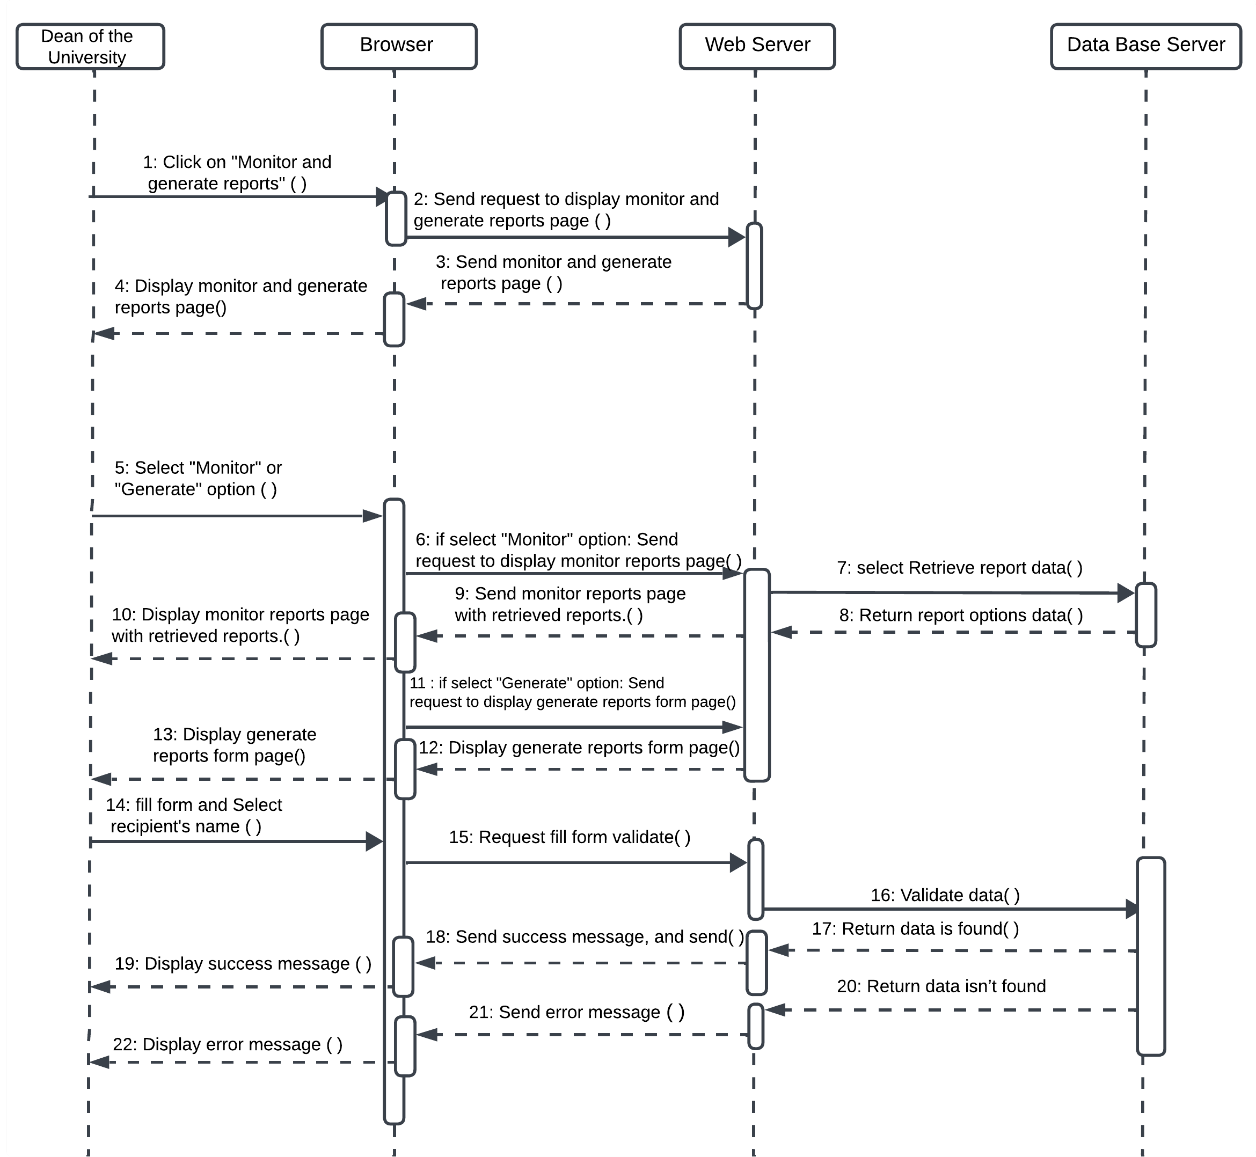 Dean of the
University
Browser
Web Server
Data Base Server
1: Click on "Monitor and
generate reports" ( )
2: Send request to display monitor and
generate reports page ( )
3: Send monitor and generate
reports page ( )
4: Display monitor and generate
reports page()
5: Select "Monitor" or
"Generate" option ( )
6: if select "Monitor" option: Send
request to display monitor reports page( )
7: select Retrieve report data( )
8: Return report options data( )
9: Send monitor reports page
with retrieved reports.( )
10: Display monitor reports page
with retrieved reports.( )
11 : if select "Generate" option: Send
request to display generate reports form page()
12: Display generate reports form page()
13: Display generate
reports form page()
14: fill form and Select
recipient's name ( )
15: Request fill form validate( )
16: Validate data( )
17: Return data is found( )
18: Send success message, and send( )
19: Display success message ( )
20: Return data isn't found
21: Send error message ( )
22: Display error message ( )